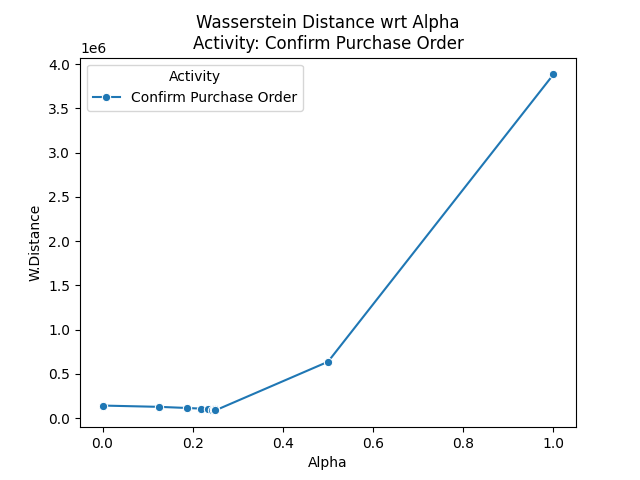 Wasserstein Distance wrt Alpha
Activity: Confirm Purchase Order
1e6
Activity
Confirm Purchase Order
4.0
3.5
3.0
2.5
2.0
1.5
1.0
0.5
0.0
W.Distance
0.0 0.2 0.4 0.6 0.8 1.0
Alpha